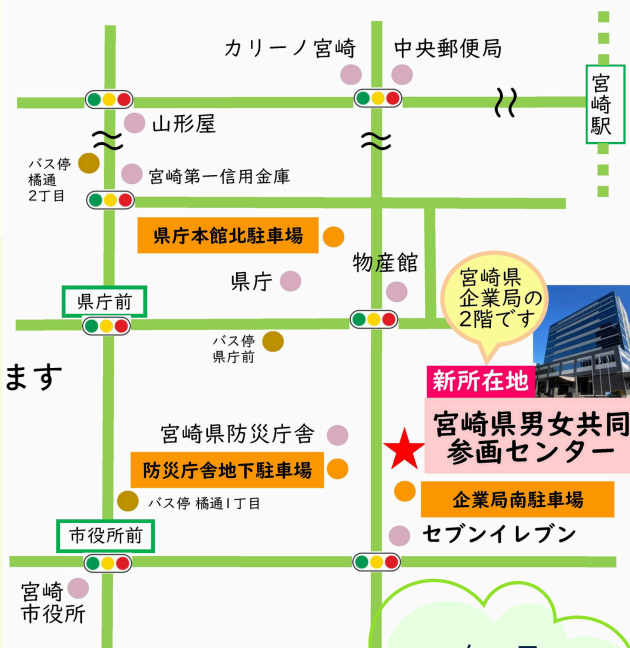 カリーノ宮崎
中央郵便局
宮崎駅
山形屋
バス停
橘通
2丁目
宮崎第一信用金庫
県庁本館北駐車場
物産館
県庁
宮崎県
企業局の
2階です
県庁前
バス停
県庁前
ます
新所在地
宮崎県男女共同
参画センター
宮崎県防災庁舎
防災庁舎地下駐車場
企業局南駐車場
バス停 橘通1丁目
市役所前
セブンイレブン
宮崎
市役所